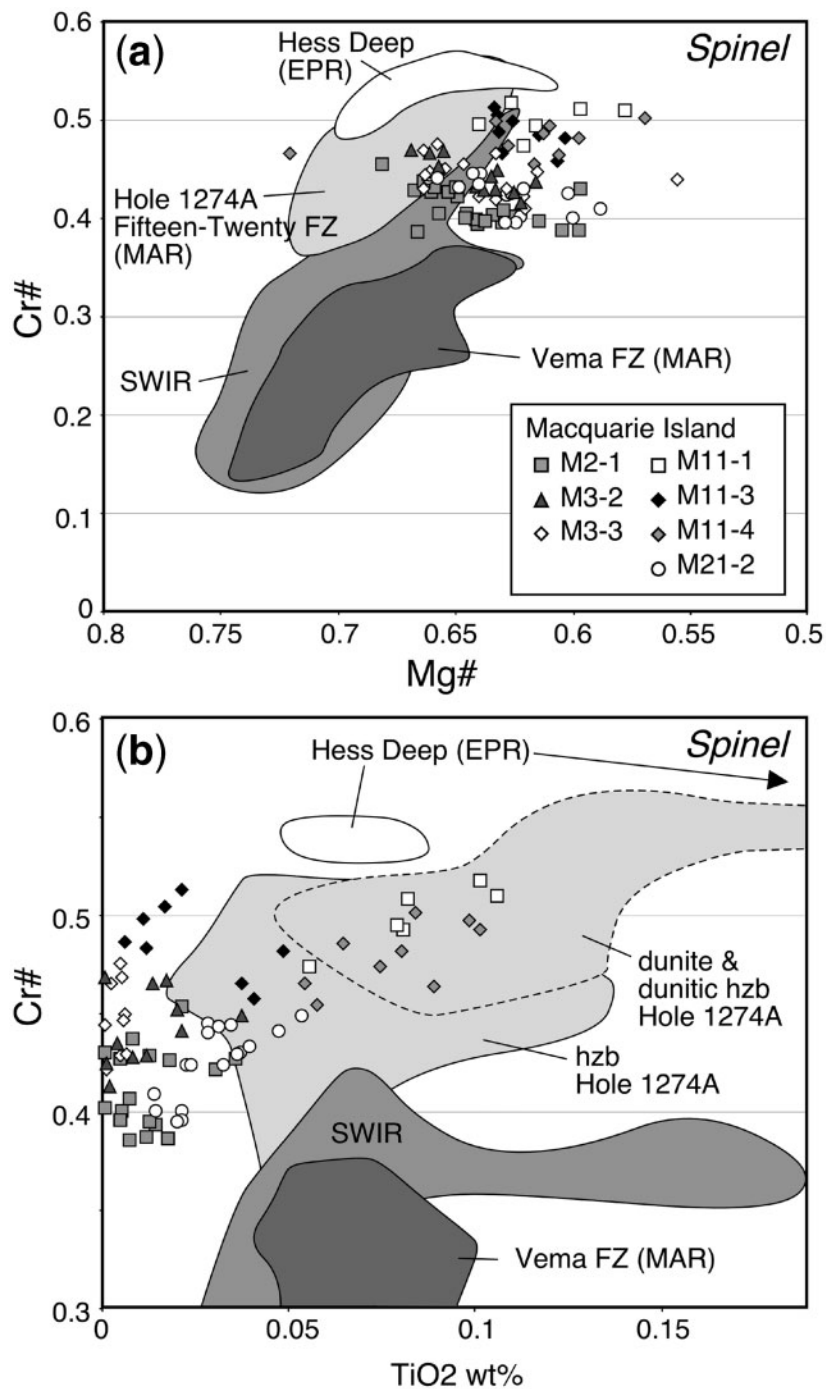 0.6
(a)
Spinel
Hess Deep
(EPR)
0.5
Hole 1274A
Fifteen-Twenty FZ
(MAR)
0.4
Cr#
0.3
SWIR
Vema FZ (MAR)
0.2
Macquarie Island
M2-1 M11-1
M3-2 M11-3
M3-3 M11-4
M21-2
0.1
0
0.8 0.75 0.7 0.65 0.6 0.55 0.5
Mg#
0.6
(b)
Hess Deep (EPR)
Spinel
0.5
dunite &
dunitic hzb
Hole 1274A
Cr#
hzb
Hole 1274A
0.4
SWIR
Vema FZ (MAR)
0.3
0 0.05 0.1 0.15
TiO2 wt%